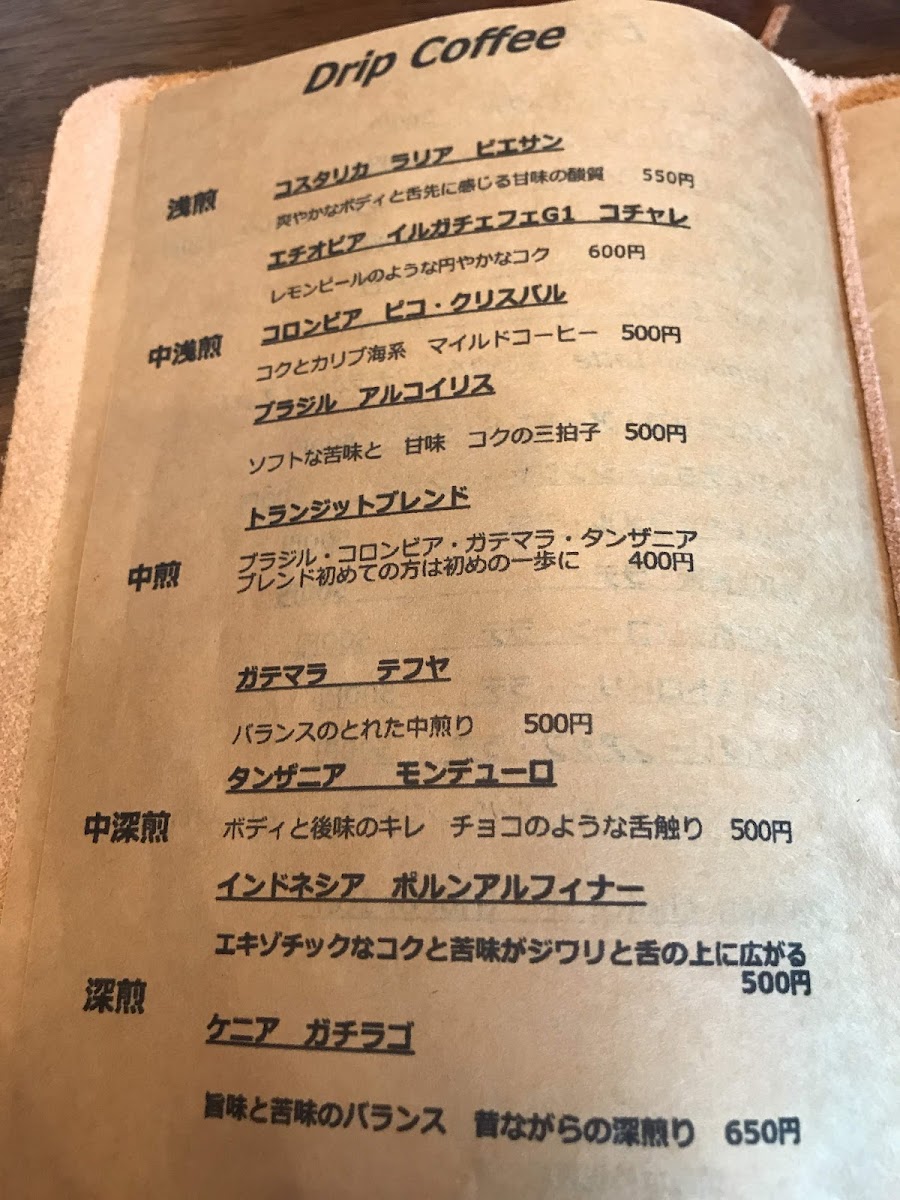 Drip Coffee
コスタリカ ラリア ピエサン
浅煎
爽やかなボディと舌先に感じる甘味の酸質 550円
エチオピア イルガチェフェG1 コチャレ
レモンピールのような円やかなコク 600円
コロンビア ピコ・クリスバル
中浅煎
コクとカリブ海系 マイルドコーヒー 500円
ブラジル アルコイリス
ソフトな苦味と 甘味 コクの三拍子 500円
トランジットブレンド
ブラジル・コロンビア・ガテマラ・タンザニア
中煎
ブレンド初めての方は初めの一歩に 400円
ガテマラ テフヤ
バランスのとれた中煎り 500円
タンザニア モンデューロ
中深煎
ボディと後味のキレ チョコのような舌触り 500円
インドネシア ポルンアルフィナー
エキゾチックなコクと苦味がジワリと舌の上に広がる
500円
深煎
ケニア ガチラゴ
旨味と苦味のバランス 昔ながらの深煎り 650円